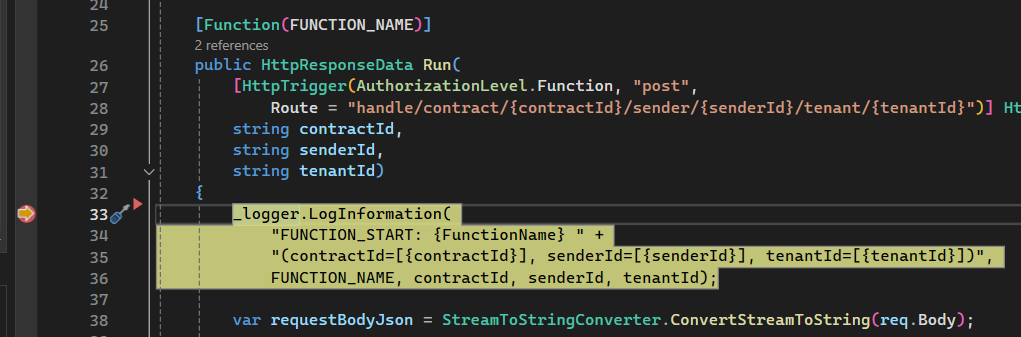 24
25 [Function(FUNCTION_NAME)]
2 references
26 public HttpResponseData Run(
27 [HttpTrigger(AuthorizationLevel.Function, "post",
28 Route = "handle/contract/{contractId}/sender/{senderId}/tenant/{tenantId}")] Ht
29 string contractId,
30 string senderId,
31 string tenantId)
32 {
33 _logger.LogInformation(
34 "FUNCTION_START: {FunctionName} " +
35 "(contractId=[{contractId}], senderId=[{senderId}], tenantId=[{tenantId}])",
36 FUNCTION_NAME, contractId, senderId, tenantId);
37
38 var requestBodyJson = StreamToStringConverter.ConvertStreamToString(req.Body);